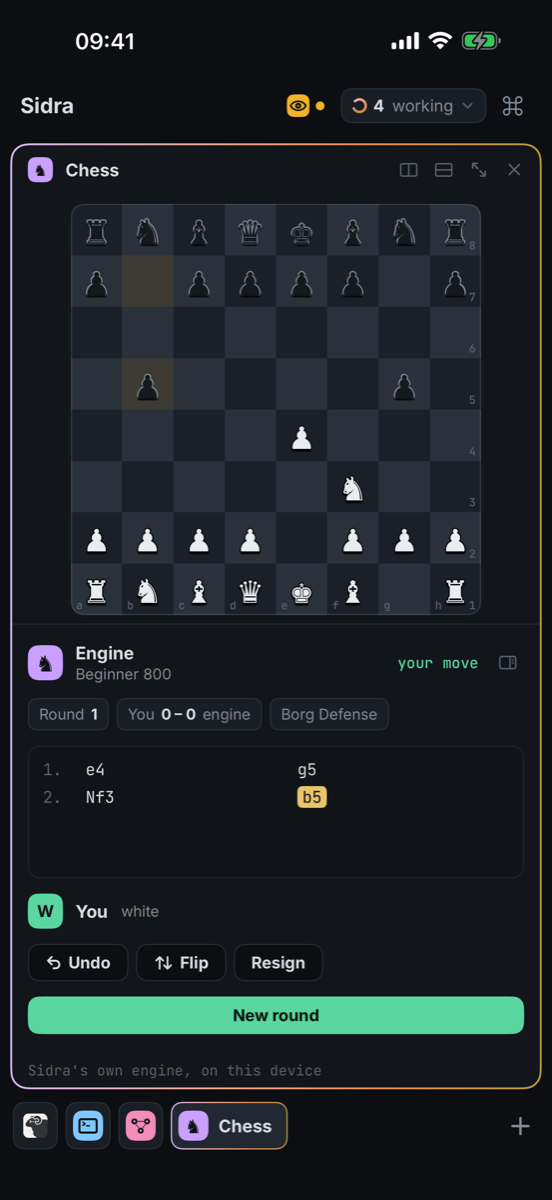 09:41
Sidra
4 working
Chess
8
7
6
5
4
3
2
a b c d e f g h 1
Engine
Beginner 800
your move
Round 1
You 0–0 engine
Borg Defense
1. e4 g5
2. Nf3 b5
W You white
Undo
Flip
Resign
New round
Sidra's own engine, on this device
Chess